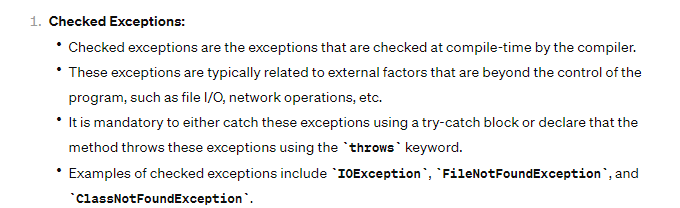 1. Checked Exceptions:
• Checked exceptions are the exceptions that are checked at compile-time by the compiler.
• These exceptions are typically related to external factors that are beyond the control of the
program, such as file I/O, network operations, etc.
• It is mandatory to either catch these exceptions using a try-catch block or declare that the
method throws these exceptions using the `throws` keyword.
• Examples of checked exceptions include `IOException`, `FileNotFoundException`, and
`ClassNotFoundException`.